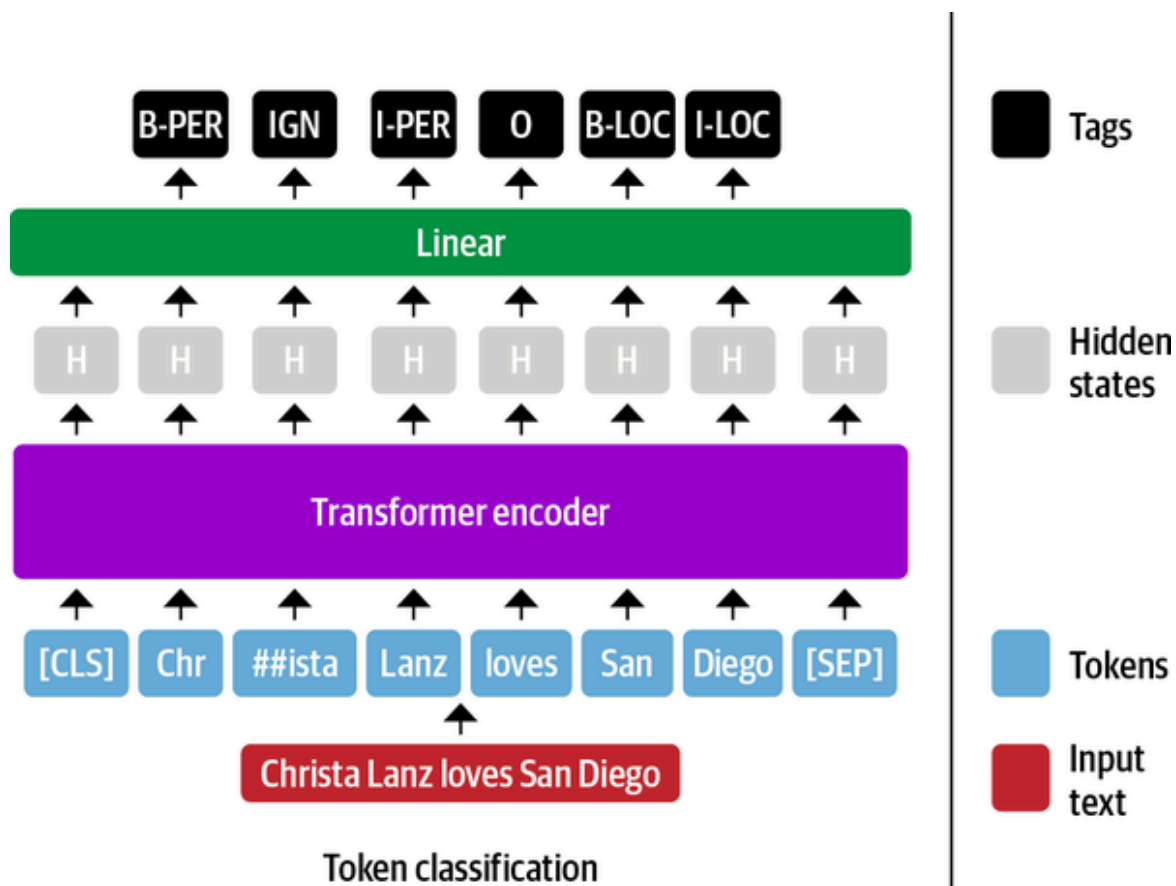 B-PER IGN I-PER O B-LOC I-LOC
Tags
Linear
H H H H H H H H
Hidden
states
Transformer encoder
[CLS] Chr ##ista Lanz loves San Diego [SEP]
Tokens
Christa Lanz loves San Diego
Input
text
Token classification